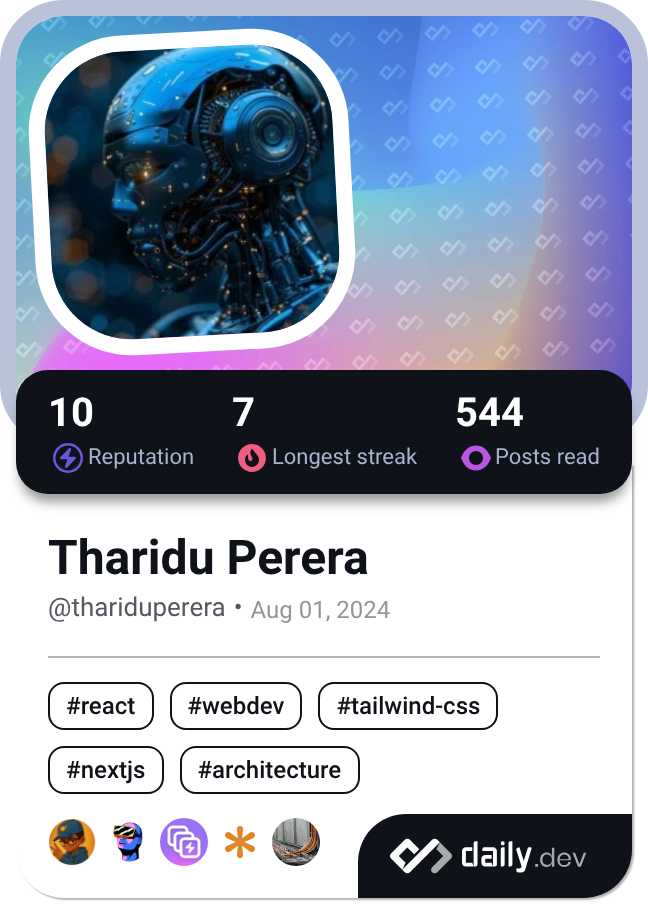 10 7 544
Reputation Longest streak Posts read
Tharidu Perera
@thariduperera • Aug 01, 2024
#react #webdev #tailwind-css
#nextjs #architecture
daily.dev